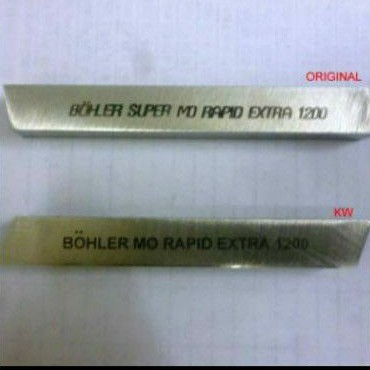 ORIGINAL
BÖHLER SUPER MO RAPID EXTRA 1200
KW
BÖHLER MO RAPID EXTRA 1200